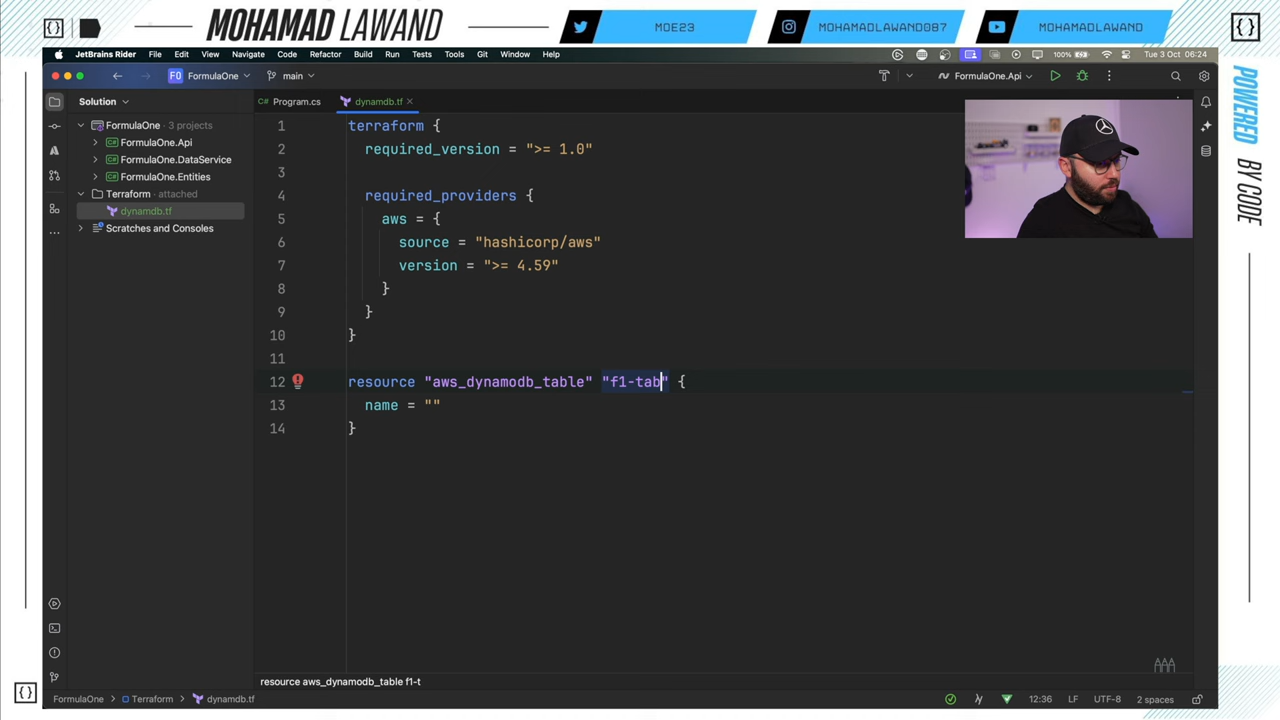 MOHAMAD LAWAND
MOE23
MOHAMADLAWAND087
MOHAMADLAWAND
JetBrains Rider File Edit View Navigate Code Refactor Build Run Tests Tools Git Window Help
100% Tue 3 Oct 06:24
F0 FormulaOne main
FormulaOne.Api
Solution
Program.cs
dynamdb.tf
FormulaOne 3 projects
FormulaOne.Api
FormulaOne.DataService
FormulaOne.Entities
Terraform attached
dynamdb.tf
Scratches and Consoles
1 terraform {
2 required_version = ">= 1.0"
3
4 required_providers {
5 aws = {
6 source = "hashicorp/aws"
7 version = ">= 4.59"
8 }
9 }
10 }
11
12 resource "aws_dynamodb_table" "f1-tab" {
13 name = ""
14 }
resource aws_dynamodb_table f1-t
FormulaOne Terraform dynamdb.tf
12:36 LF UTF-8 2 spaces
POWERED BY CODE